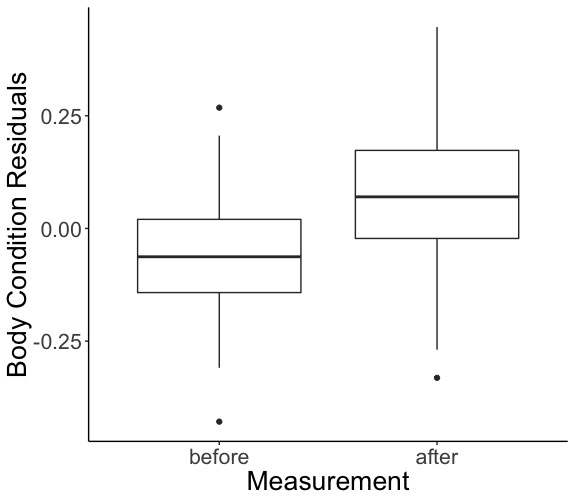 Body Condition Residuals
0.25
0.00
-0.25
before after
Measurement